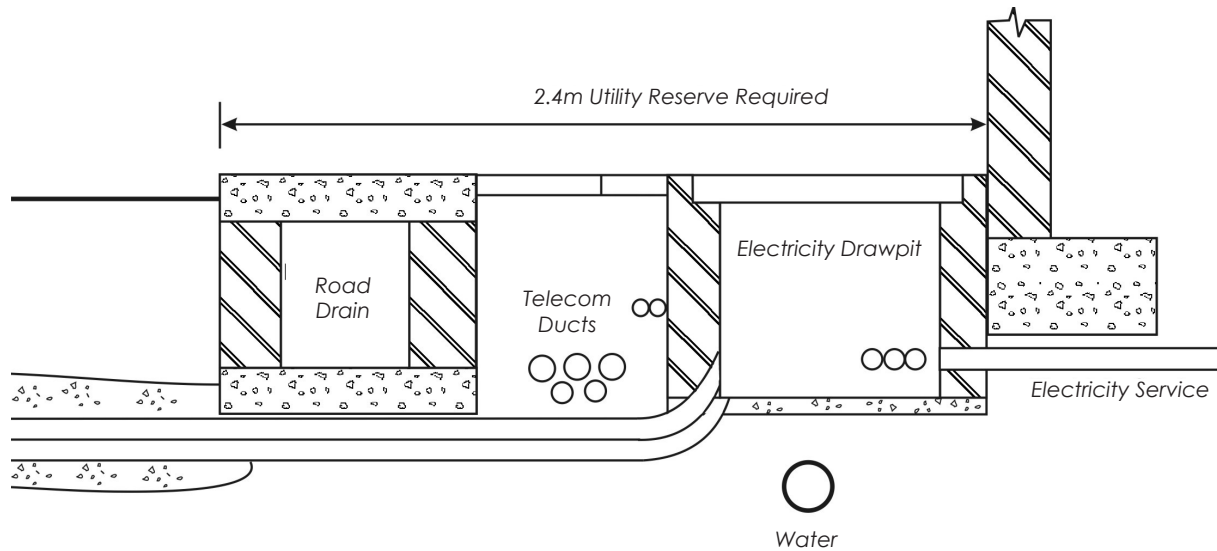 2.4m Utility Reserve Required
Electricity Drawpit
Road
Drain
Telecom
Ducts
Electricity Service
Water